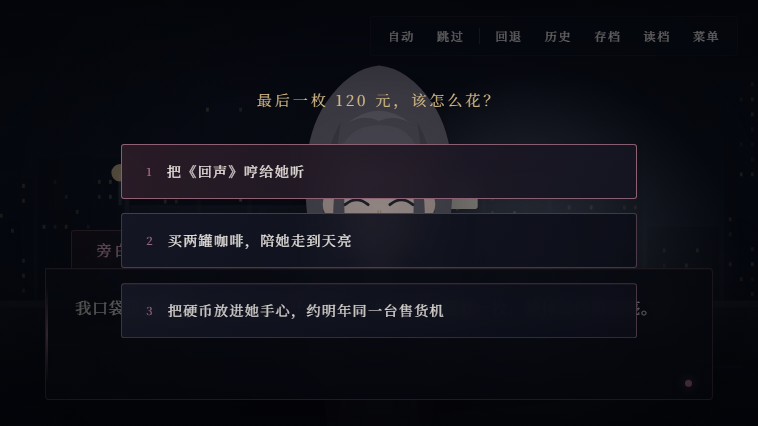 自动 跳过 回退 历史 存档 读档 菜单
最后一枚 120 元，该怎么花？
1 把《回声》哼给她听
2 买两罐咖啡，陪她走到天亮
旁白
3 把硬币放进她手心，约明年同一台售货机
我口袋
。